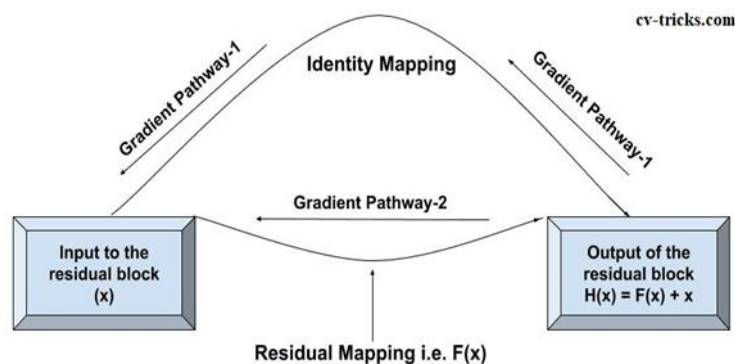 cv-tricks.com
Gradient Pathway-1
Identity Mapping
Gradient Pathway-1
Gradient Pathway-2
Input to the
residual block
(x)
Output of the
residual block
H(x) = F(x) + x
Residual Mapping i.e. F(x)